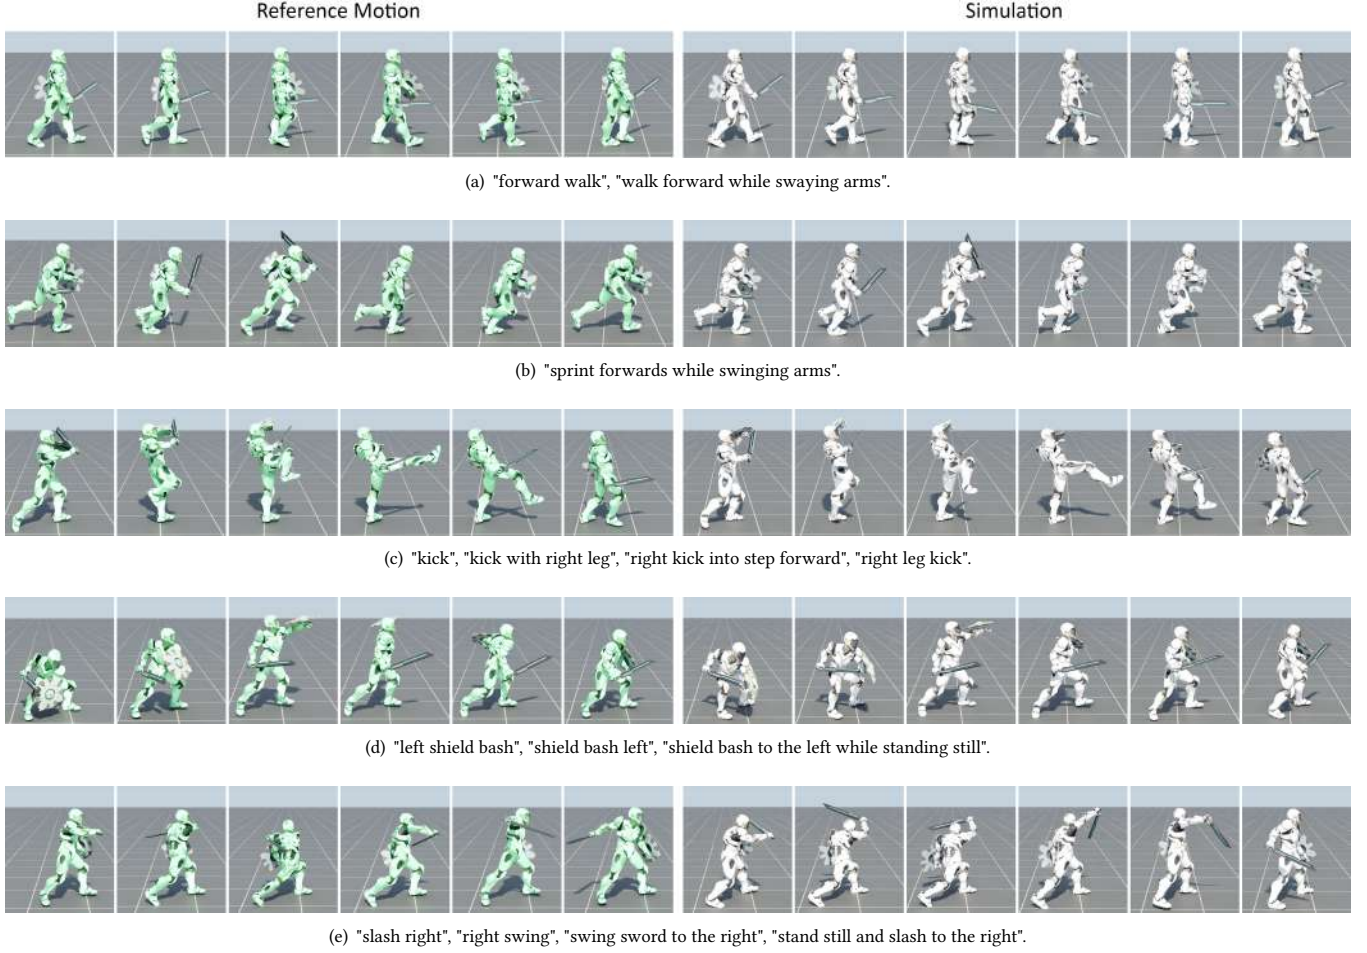 Reference Motion
Simulation
(a) "forward walk", "walk forward while swaying arms".
(b) "sprint forwards while swinging arms".
(c) "kick", "kick with right leg", "right kick into step forward", "right leg kick".
(d) "left shield bash", "shield bash left", "shield bash to the left while standing still".
(e) "slash right", "right swing", "swing sword to the right", "stand still and slash to the right".